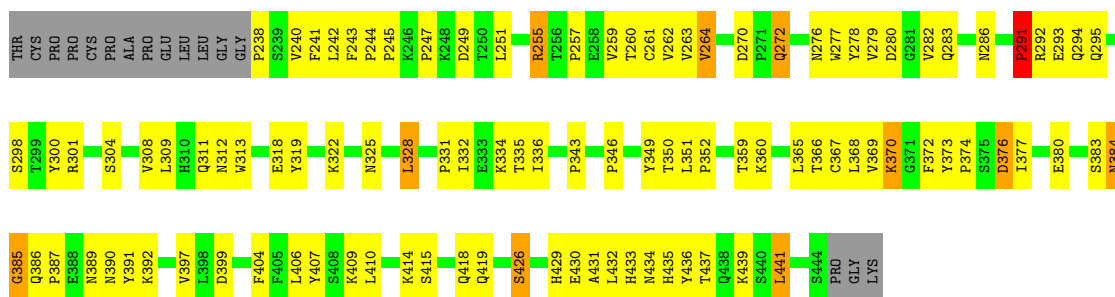 THR CYS PRO PRO CYS PRO ALA PRO GLU LEU LEU GLY GLY P238 S239 V240 F241 L242 F243 P244 P245 K246 P247 K248 D249 T250 L251 R255 T256 P257 E258 V259 T260 C261 V262 V263 V264 D270 P271 Q272 N276 W277 Y278 V279 D280 G281 V282 Q283 N286 P291 R292 E293 Q294 Q295
S298 T299 Y300 R301 S304 V308 L309 H310 Q311 N312 W313 E318 Y319 K322 N325 L328 P331 I332 E333 K334 T335 I336 P343 P346 Y349 T350 L351 P352 T359 K360 L365 T366 C367 L368 V369 K370 G371 F372 Y373 P374 S375 D376 I377 E380 S383 N384
G385 Q386 P387 E388 N389 N390 Y391 K392 V397 L398 D399 F404 F405 L406 Y407 S408 K409 L410 K414 S415 Q418 Q419 S426 H429 E430 A431 L432 H433 N434 H435 Y436 T437 Q438 K439 S440 L441 S444 PRO GLY LYS